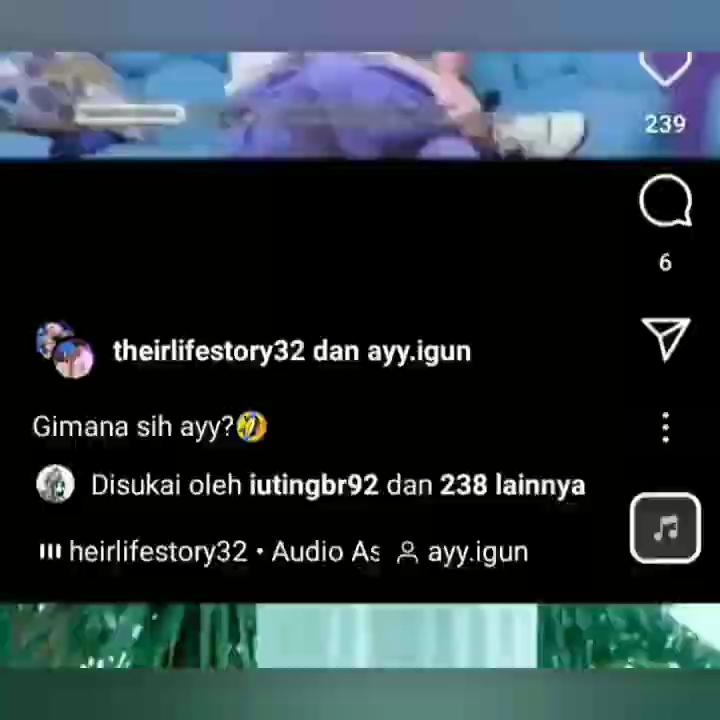 239
6
theirlifestory32 dan ayy.igun
Gimana sih ayy?🤣
Disukai oleh iutingbr92 dan 238 lainnya
heirlifestory32 • Audio As ayy.igun